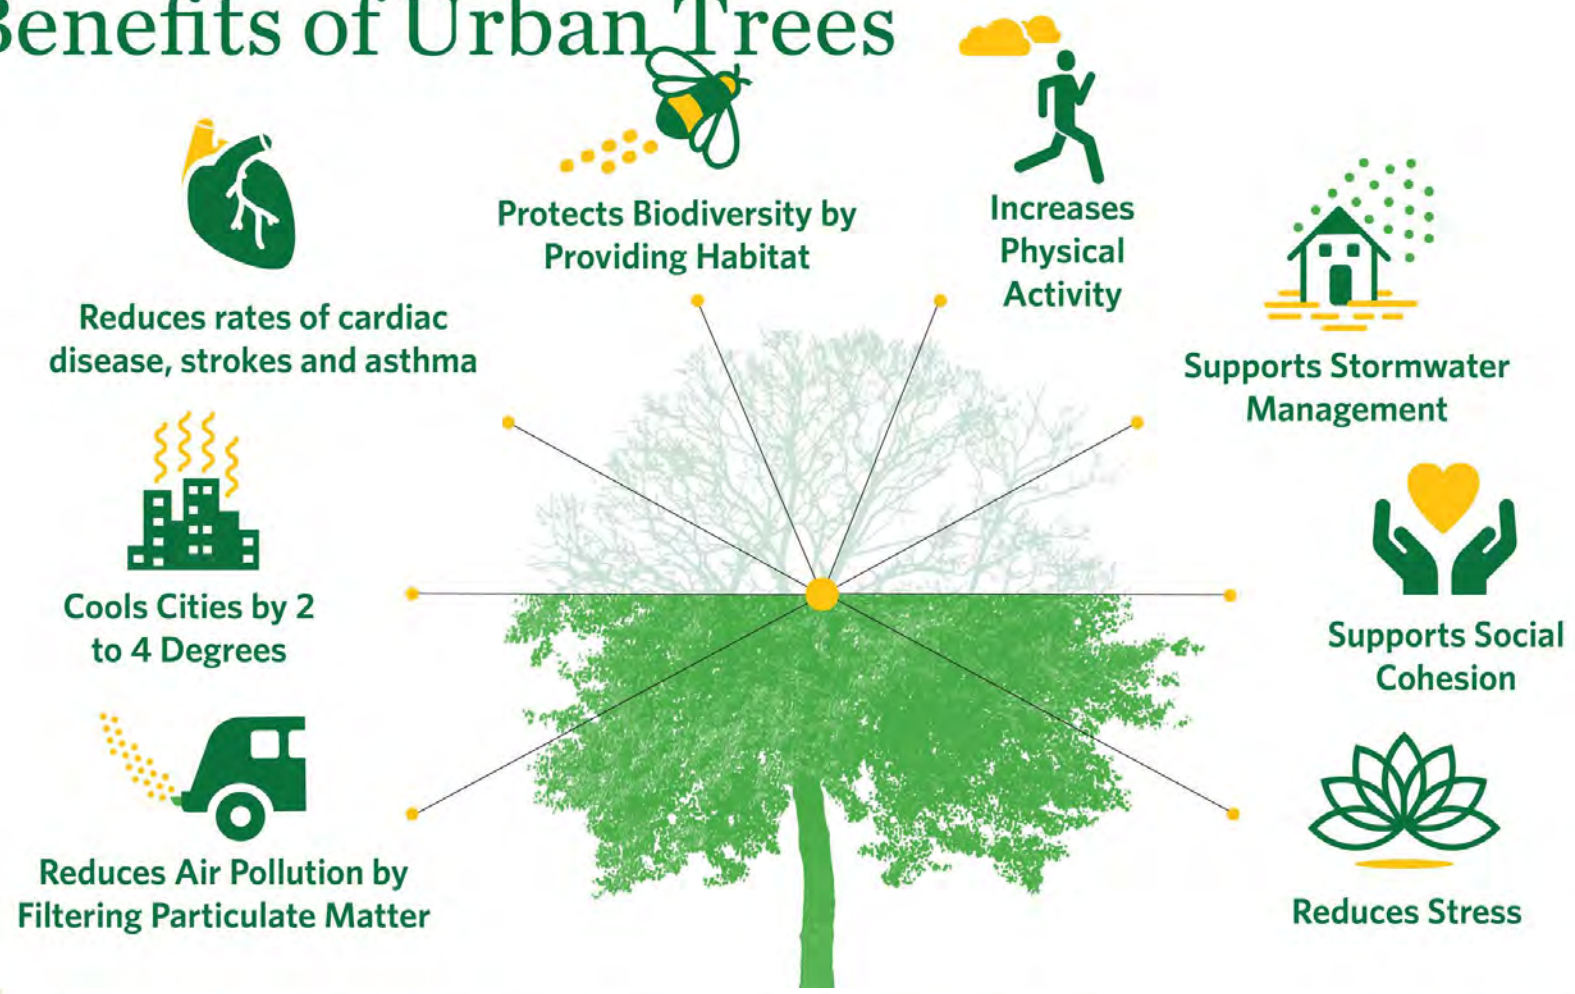 Benefits of Urban Trees
Protects Biodiversity by
Providing Habitat
Increases
Physical
Activity
Reduces rates of cardiac
disease, strokes and asthma
Supports Stormwater
Management
Cools Cities by 2
to 4 Degrees
Supports Social
Cohesion
Reduces Air Pollution by
Filtering Particulate Matter
Reduces Stress